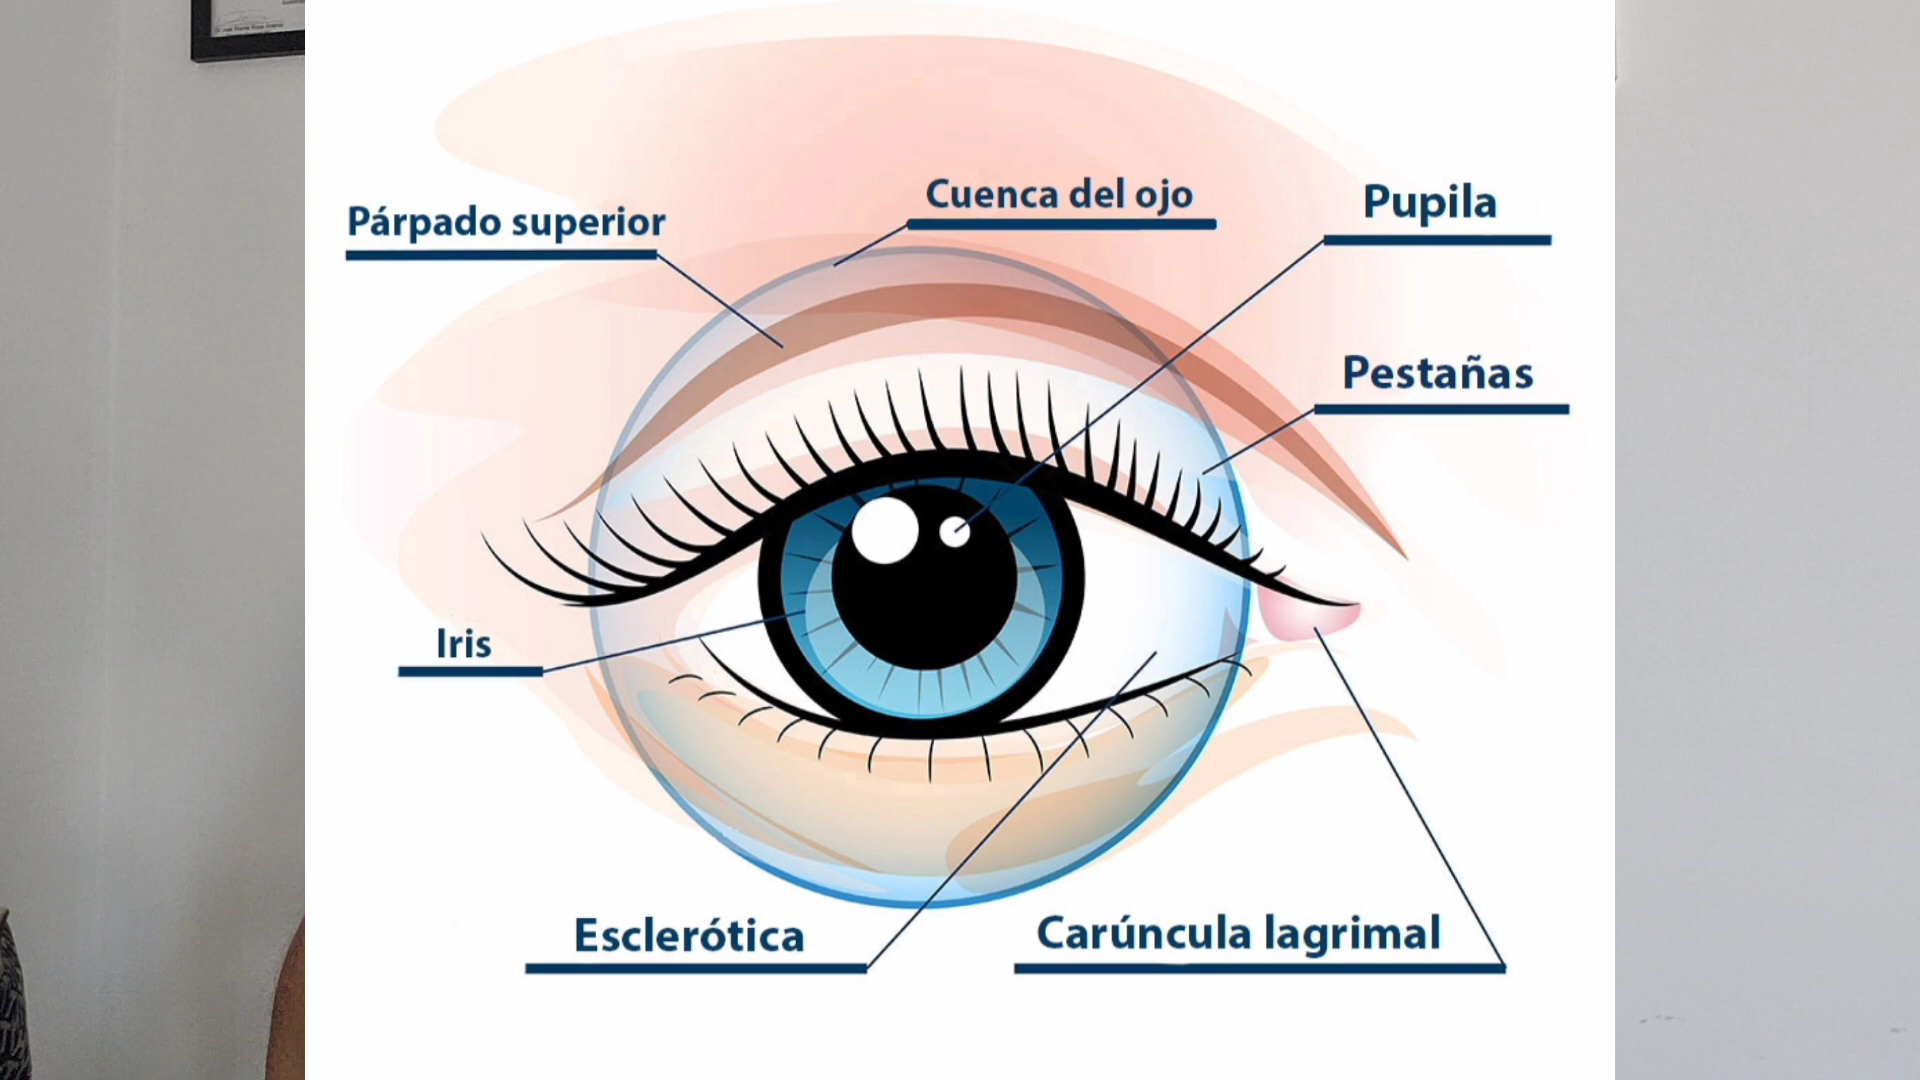 Cuenca del ojo
Pupila
Párpado superior
Pestañas
Iris
Esclerótica
Carúncula lagrimal